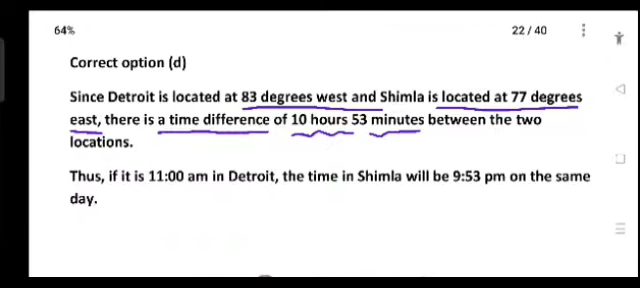 64%
22 / 40
Correct option (d)
Since Detroit is located at 83 degrees west and Shimla is located at 77 degrees
east, there is a time difference of 10 hours 53 minutes between the two
locations.
Thus, if it is 11:00 am in Detroit, the time in Shimla will be 9:53 pm on the same
day.